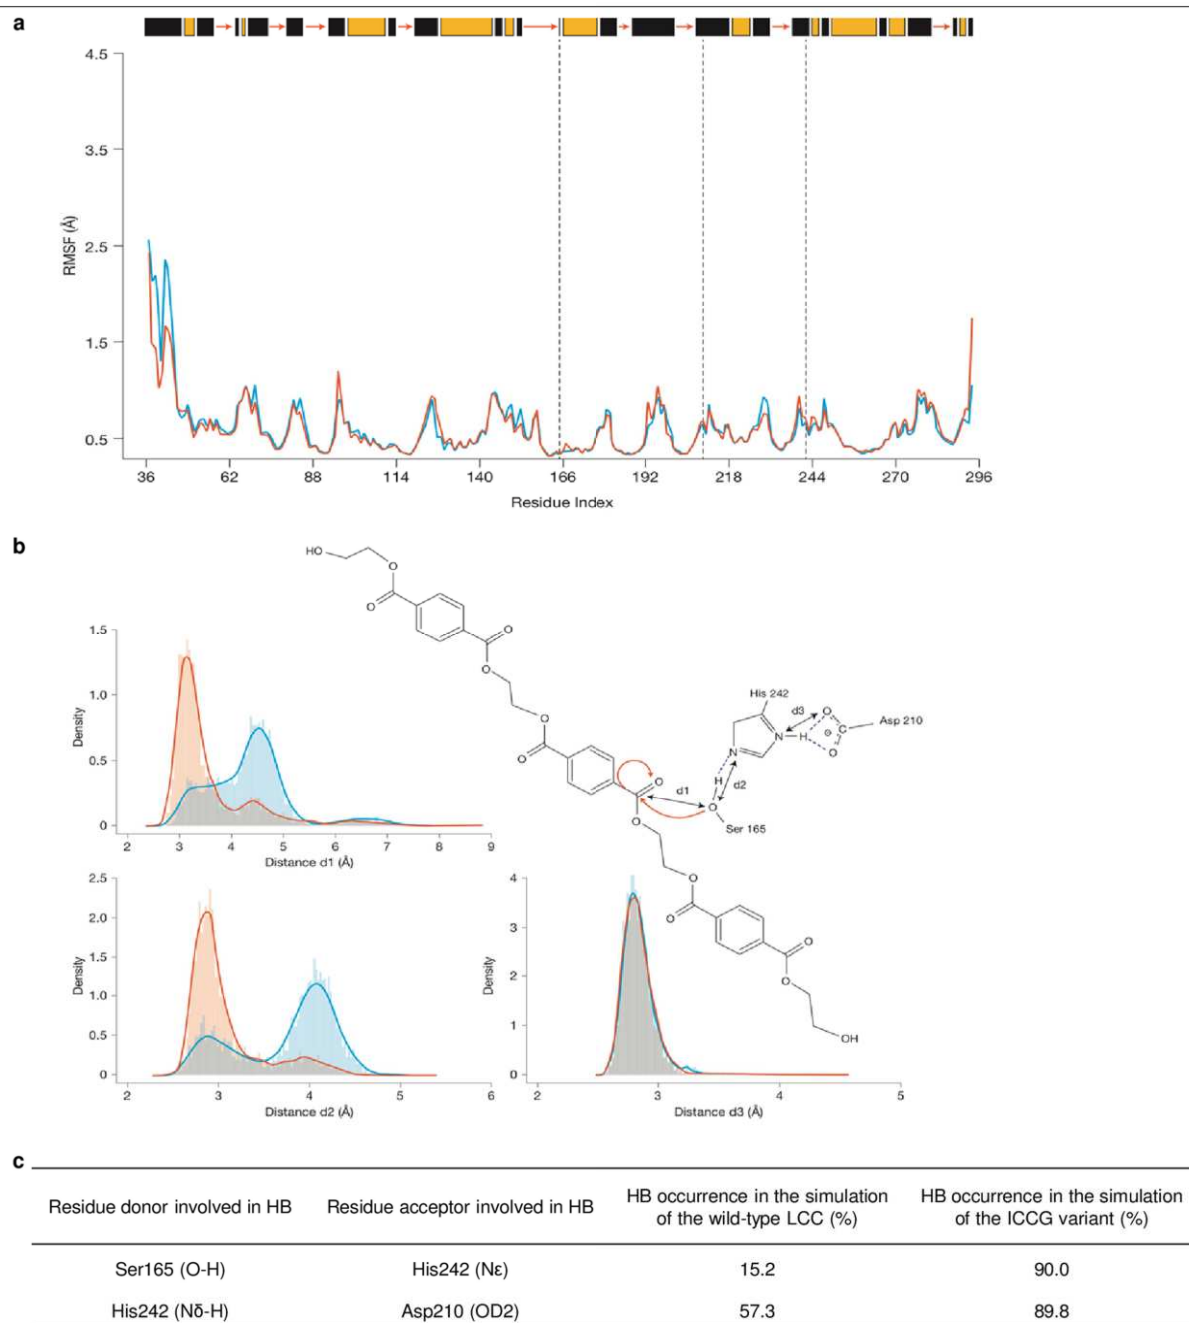 a
4.5
3.5
2.5
1.5
0.5
RMSF (Å)
36 62 88 114 140 166 192 218 244 270 296
Residue Index
b
HO
O
O
O
O
O
O
O
O
O
O
O
O
O
OH
His 242
N
N
H
d3
O
C
O
⊖
Asp 210
H
d2
d1
O
Ser 165
1.5
1.0
0.5
0
Density
2 3 4 5 6 7 8 9
Distance d1 (Å)
2.5
2.0
1.5
1.0
0.5
0
Density
2 3 4 5 6
Distance d2 (Å)
4
3
2
1
0
Density
2 3 4 5
Distance d3 (Å)
c
Residue donor involved in HB Residue acceptor involved in HB HB occurrence in the simulation of the wild-type LCC (%) HB occurrence in the simulation of the ICCG variant (%)
Ser165 (O-H) His242 (Nε) 15.2 90.0
His242 (Nδ-H) Asp210 (OD2) 57.3 89.8